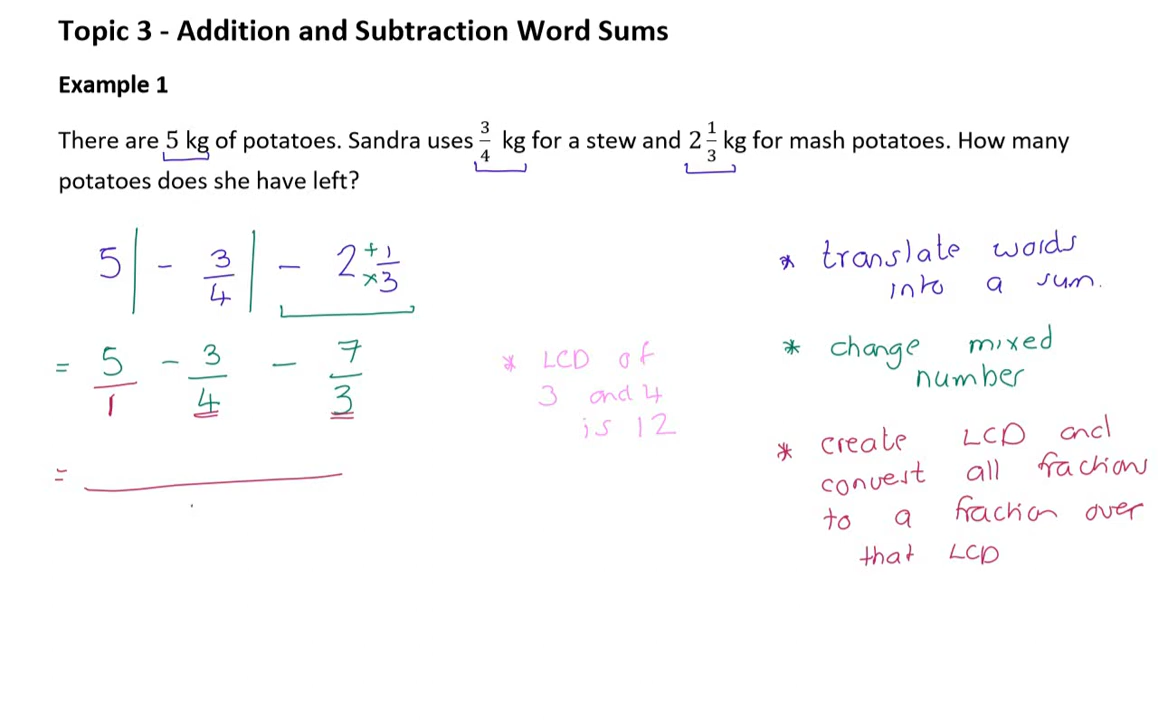 Topic 3 - Addition and Subtraction Word Sums
Example 1
There are 5 kg of potatoes. Sandra uses 3/4 kg for a stew and 2 1/3 kg for mash potatoes. How many
potatoes does she have left?
5 | - 3/4 | - 2 + 1/× 3
= 5/1 - 3/4 - 7/3
=
* LCD of
3 and 4
is 12
* translate words
into a sum.
* change mixed
number
* create LCD and
convert all fractions
to a fraction over
that LCD